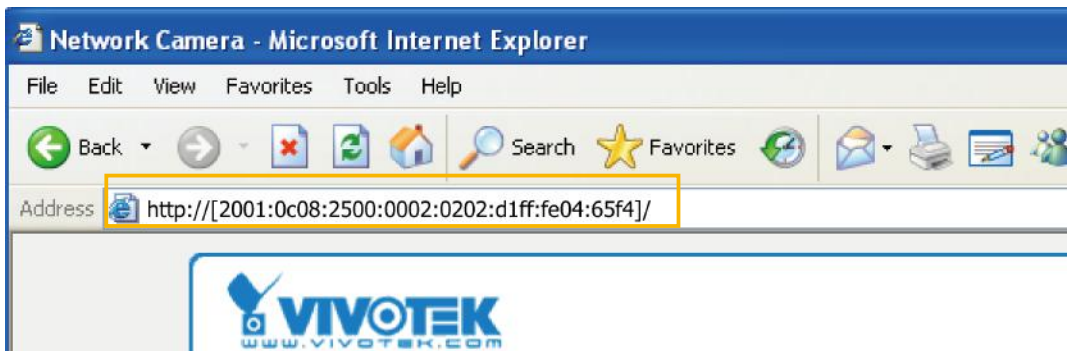 Network Camera - Microsoft Internet Explorer
File Edit View Favorites Tools Help
Back Search Favorites
Address http://[2001:0c08:2500:0002:0202:d1ff:fe04:65f4]/
VIVOTEK
www.vivotek.com